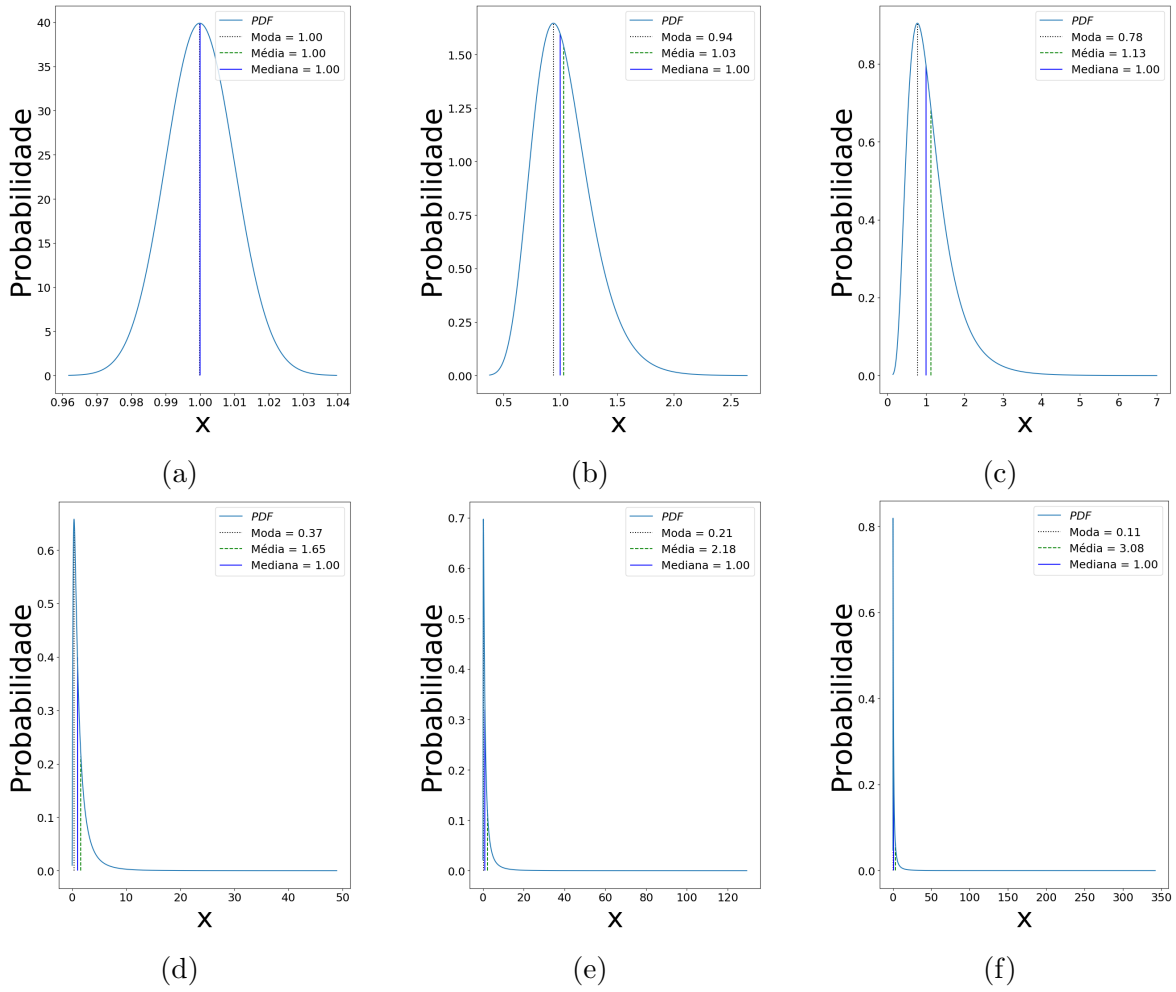 40
35
30
25
20
15
10
5
0
Probabilidade
PDF
Moda = 1.00
Média = 1.00
Mediana = 1.00
0.96 0.97 0.98 0.99 1.00 1.01 1.02 1.03 1.04
x
(a)
1.50
1.25
1.00
0.75
0.50
0.25
0.00
Probabilidade
PDF
Moda = 0.94
Média = 1.03
Mediana = 1.00
0.5 1.0 1.5 2.0 2.5
x
(b)
0.8
0.6
0.4
0.2
0.0
Probabilidade
PDF
Moda = 0.78
Média = 1.13
Mediana = 1.00
0 1 2 3 4 5 6 7
x
(c)
0.6
0.5
0.4
0.3
0.2
0.1
0.0
Probabilidade
PDF
Moda = 0.37
Média = 1.65
Mediana = 1.00
0 10 20 30 40 50
x
(d)
0.7
0.6
0.5
0.4
0.3
0.2
0.1
0.0
Probabilidade
PDF
Moda = 0.21
Média = 2.18
Mediana = 1.00
0 20 40 60 80 100 120
x
(e)
0.8
0.6
0.4
0.2
0.0
Probabilidade
PDF
Moda = 0.11
Média = 3.08
Mediana = 1.00
0 50 100 150 200 250 300 350
x
(f)